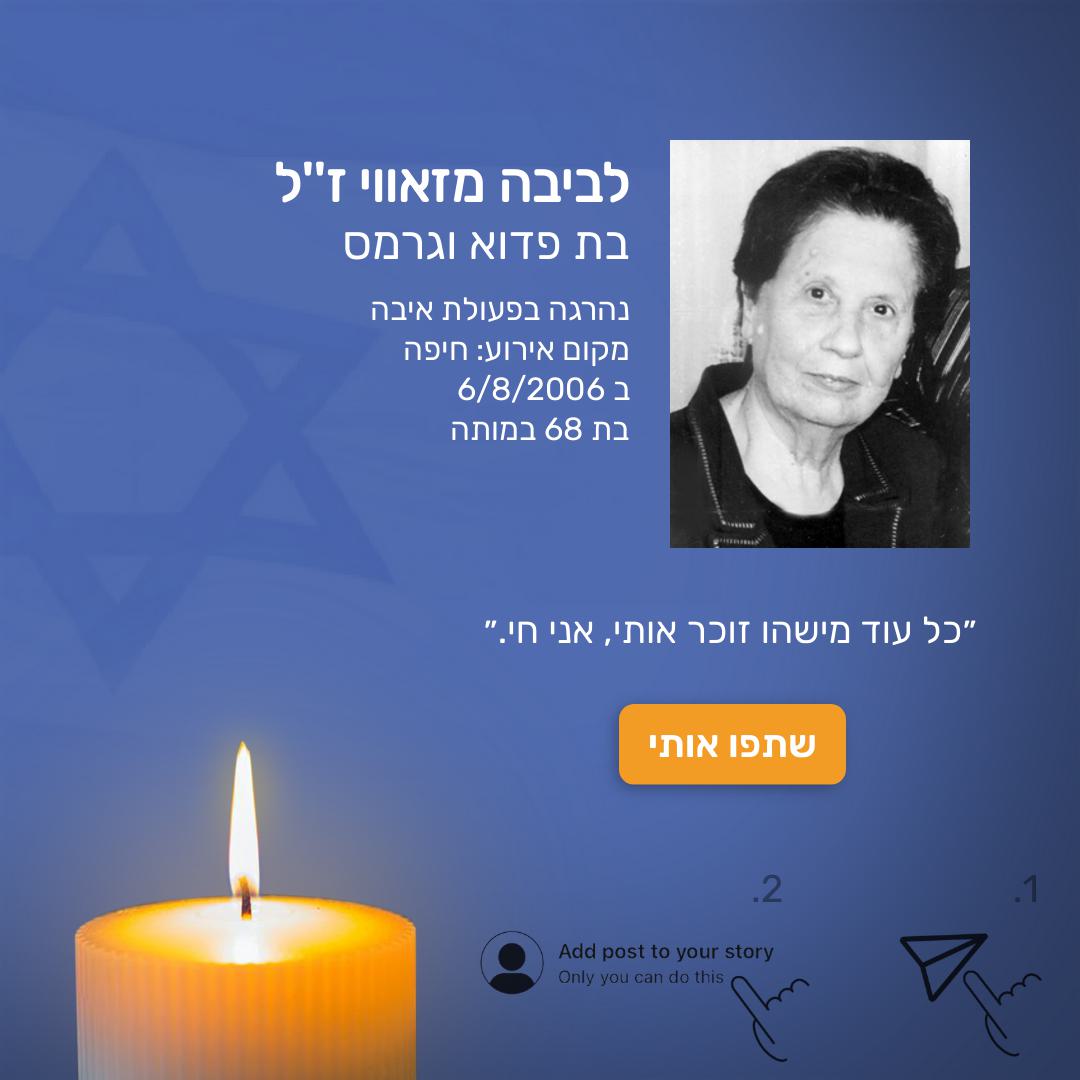 לביבה מזאווי ז"ל
בת פדוא וגרמס
נהרגה בפעולת איבה
מקום אירוע: חיפה
ב 6/8/2006
בת 68 במותה
"כל עוד מישהו זוכר אותי, אני חי."
שתפו אותי
1.
2.
Add post to your story
Only you can do this